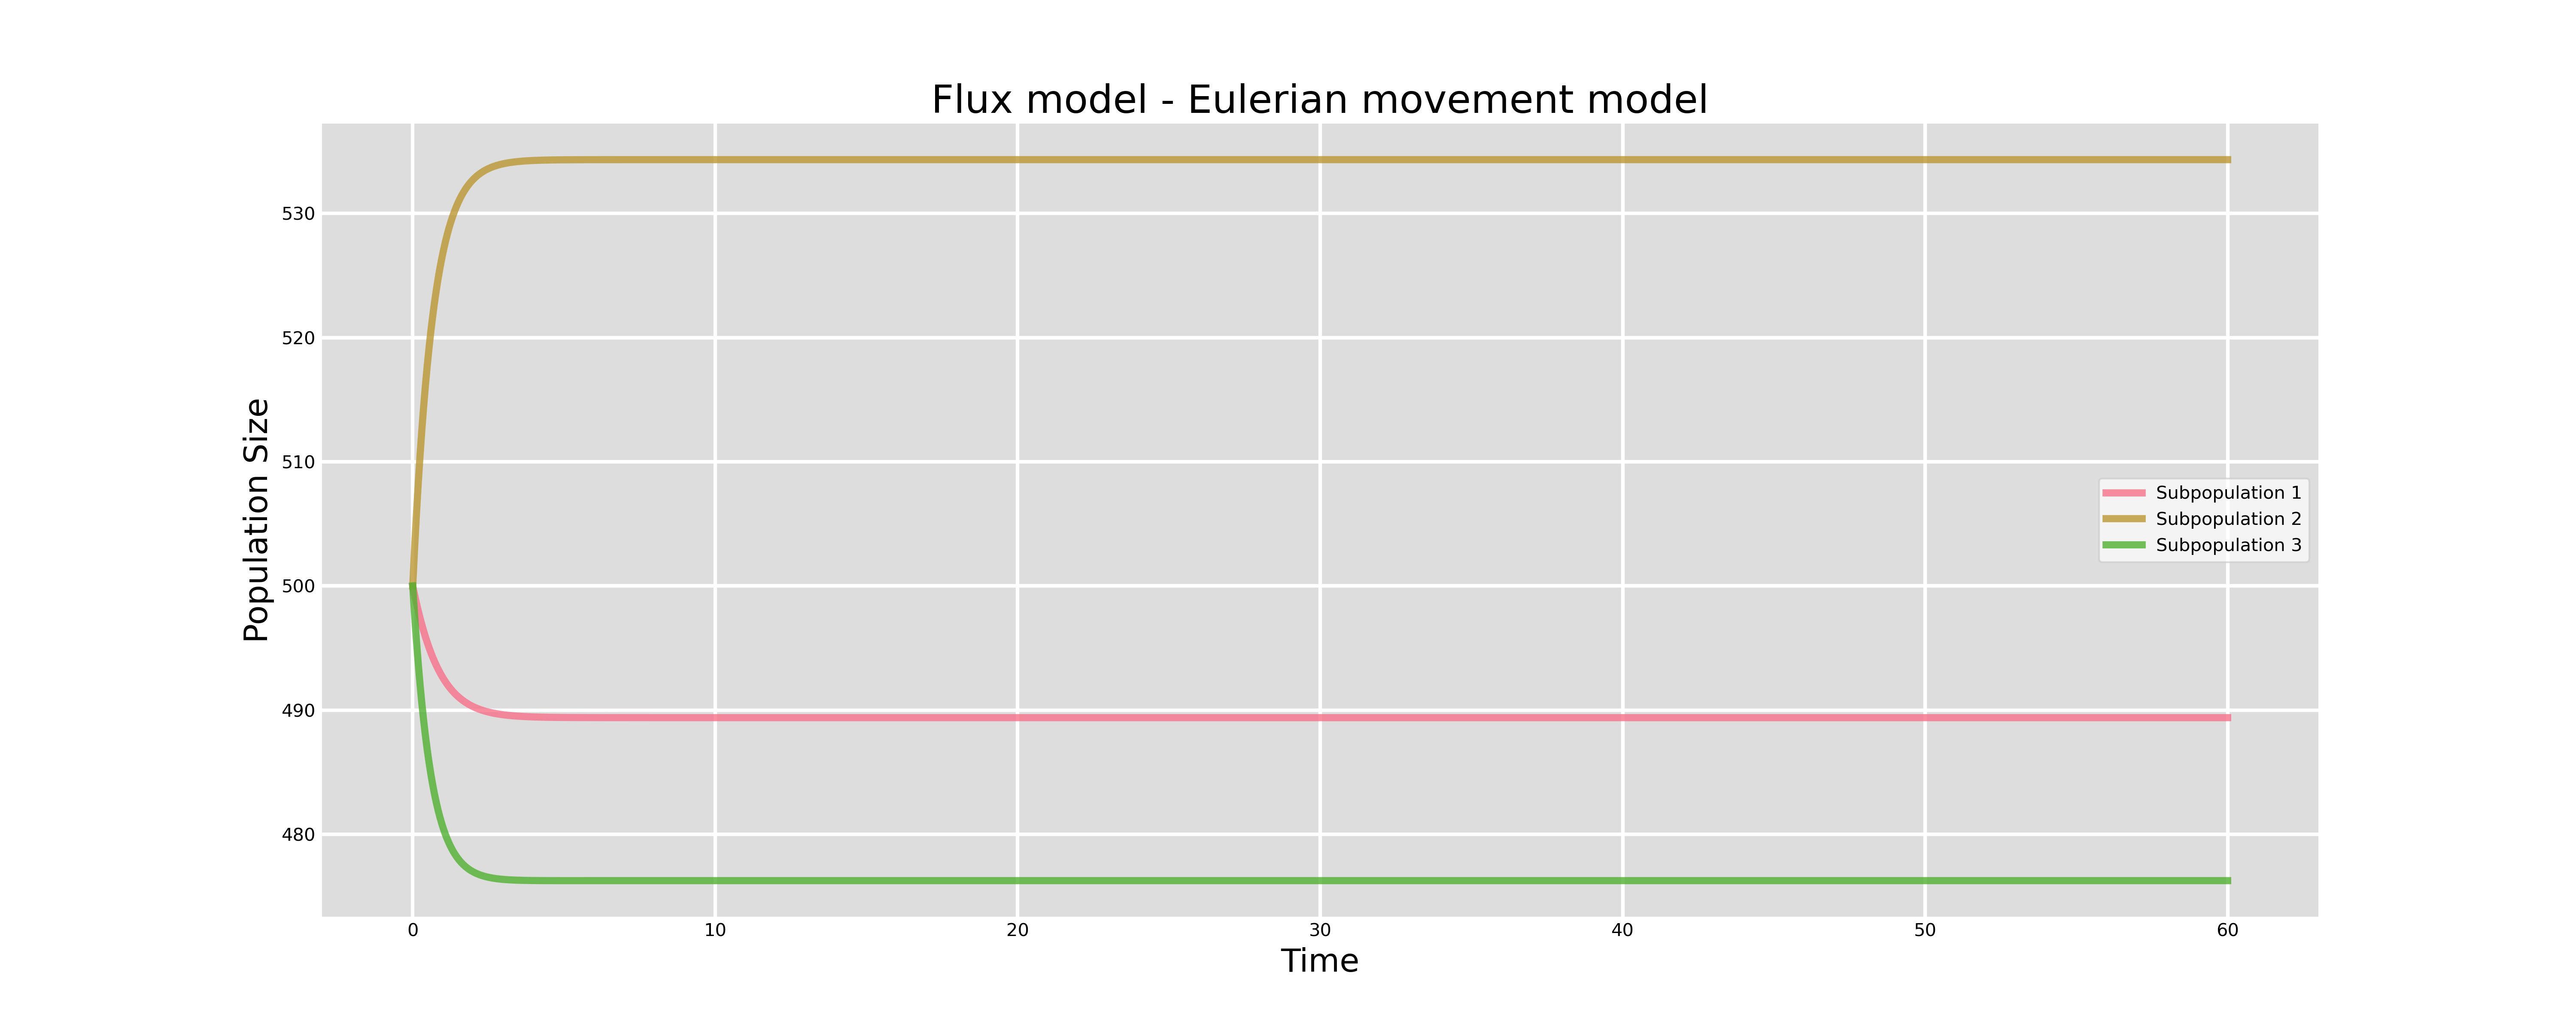 Flux model - Eulerian movement model
Population Size
530
520
510
500
490
480
Subpopulation 1
Subpopulation 2
Subpopulation 3
0 10 20 30 40 50 60
Time